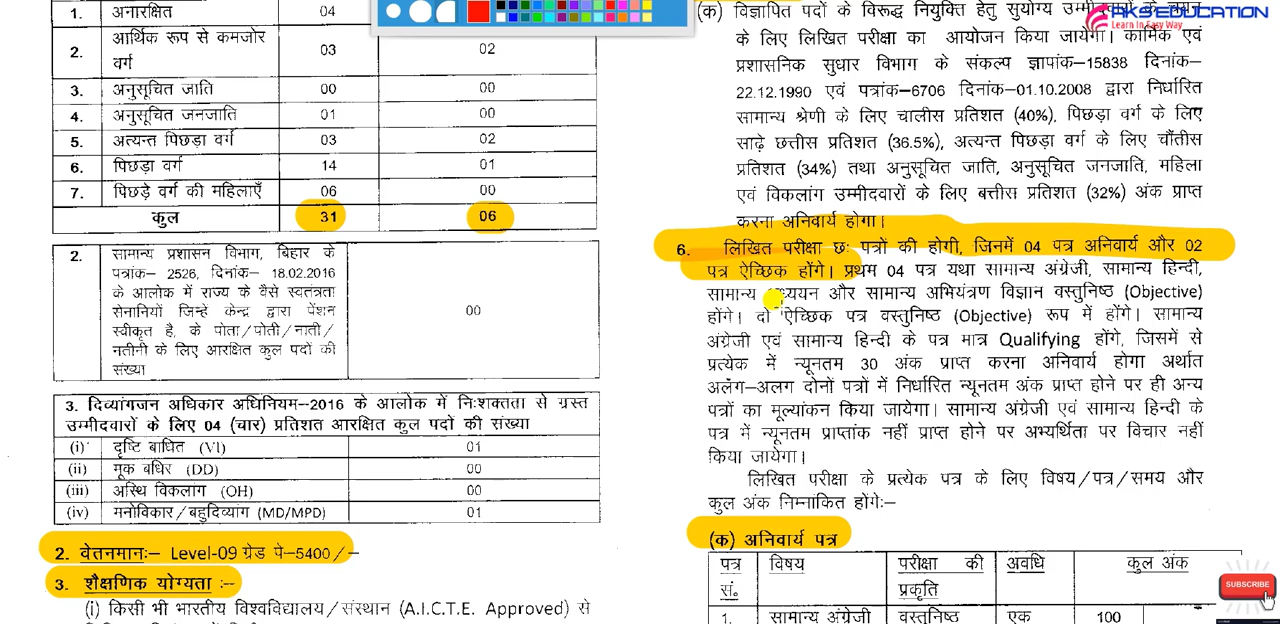 1. अनारक्षित 04
2. आर्थिक रूप से कमजोर वर्ग 03 02
3. अनुसूचित जाति 00 00
4. अनुसूचित जनजाति 01 00
5. अत्यन्त पिछड़ा वर्ग 03 02
6. पिछड़ा वर्ग 14 01
7. पिछड़े वर्ग की महिलाएँ 06 00
कुल 31 06
2. सामान्य प्रशासन विभाग, बिहार के
पत्रांक- 2526, दिनांक- 18.02.2016
के आलोक में राज्य के वैसे स्वतंत्रता
सेनानियों जिन्हें केन्द्र द्वारा पेंशन
स्वीकृत है, के पोता/पोती/नाती/
नतीनी के लिए आरक्षित कुल पदों की
संख्या
00
3. दिव्यांगजन अधिकार अधिनियम-2016 के आलोक में निःशक्तता से ग्रस्त
उम्मीदवारों के लिए 04 (चार) प्रतिशत आरक्षित कुल पदों की संख्या
(i) दृष्टि बाधित (VI) 01
(ii) मूक बधिर (DD) 00
(iii) अस्थि विकलांग (OH) 00
(iv) मनोविकार/बहुदिव्यांग (MD/MPD) 01
2. वेतनमानः- Level-09 ग्रेड पे-5400/-
3. शैक्षणिक योग्यता :-
(i) किसी भी भारतीय विश्वविद्यालय/संस्थान (A.I.C.T.E. Approved) से
(क) विज्ञापित पदों के विरूद्ध नियुक्ति हेतु सुयोग्य उम्मीदवारों के चयन
के लिए लिखित परीक्षा का आयोजन किया जायेगा। कार्मिक एवं
प्रशासनिक सुधार विभाग के संकल्प ज्ञापांक-15838 दिनांक-
22.12.1990 एवं पत्रांक-6706 दिनांक-01.10.2008 द्वारा निर्धारित
सामान्य श्रेणी के लिए चालीस प्रतिशत (40%), पिछड़ा वर्ग के लिए
साढ़े छत्तीस प्रतिशत (36.5%), अत्यन्त पिछड़ा वर्ग के लिए चौंतीस
प्रतिशत (34%) तथा अनुसूचित जाति, अनुसूचित जनजाति, महिला
एवं विकलांग उम्मीदवारों के लिए बत्तीस प्रतिशत (32%) अंक प्राप्त
करना अनिवार्य होगा।
6. लिखित परीक्षा छः पत्रों की होगी, जिनमें 04 पत्र अनिवार्य और 02
पत्र ऐच्छिक होंगे। प्रथम 04 पत्र यथा सामान्य अंग्रेजी, सामान्य हिन्दी,
सामान्य अध्ययन और सामान्य अभियंत्रण विज्ञान वस्तुनिष्ठ (Objective)
होंगे। दो ऐच्छिक पत्र वस्तुनिष्ठ (Objective) रूप में होंगे। सामान्य
अंग्रेजी एवं सामान्य हिन्दी के पत्र मात्र Qualifying होंगे, जिसमें से
प्रत्येक में न्यूनतम 30 अंक प्राप्त करना अनिवार्य होगा अर्थात
अलग-अलग दोनों पत्रों में निर्धारित न्यूनतम अंक प्राप्त होने पर ही अन्य
पत्रों का मूल्यांकन किया जायेगा। सामान्य अंग्रेजी एवं सामान्य हिन्दी के
पत्र में न्यूनतम प्राप्तांक नहीं प्राप्त होने पर अभ्यर्थिता पर विचार नहीं
किया जायेगा।
लिखित परीक्षा के प्रत्येक पत्र के लिए विषय/पत्र/समय और
कुल अंक निम्नांकित होंगे:-
(क) अनिवार्य पत्र
पत्र सं. विषय परीक्षा की प्रकृति अवधि कुल अंक
1. सामान्य अंग्रेजी वस्तुनिष्ठ एक 100
RKS EDUCATION
Learn in Easy Way
SUBSCRIBE